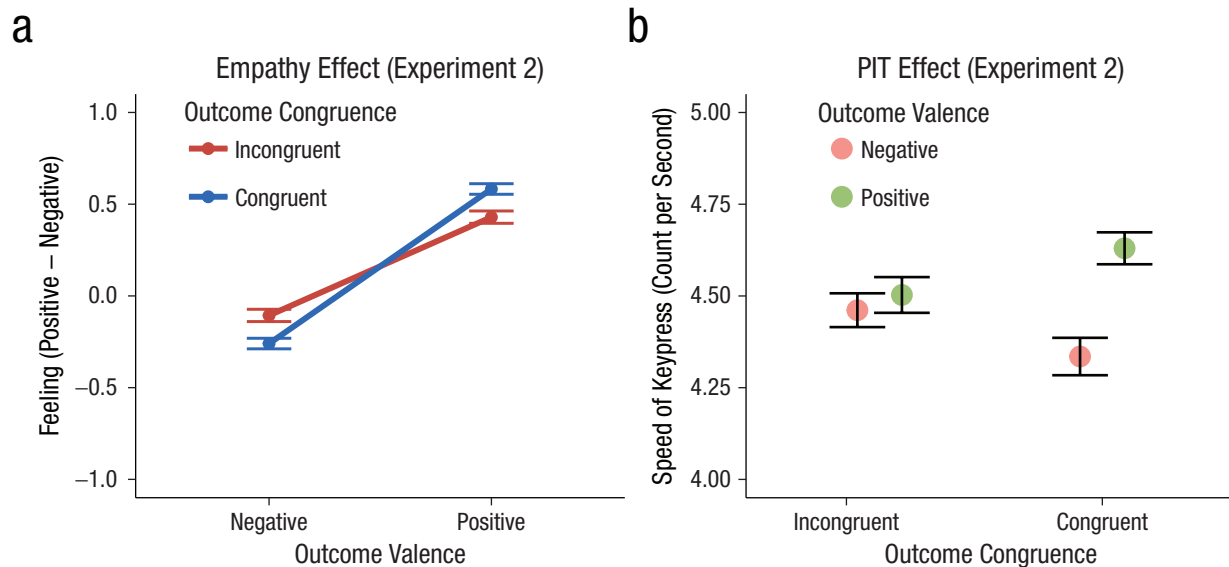 a
Empathy Effect (Experiment 2)
Outcome Congruence
Incongruent
Congruent
1.0
0.5
0.0
−0.5
−1.0
Feeling (Positive – Negative)
Negative
Positive
Outcome Valence
b
PIT Effect (Experiment 2)
Outcome Valence
Negative
Positive
5.00
4.75
4.50
4.25
4.00
Speed of Keypress (Count per Second)
Incongruent
Congruent
Outcome Congruence